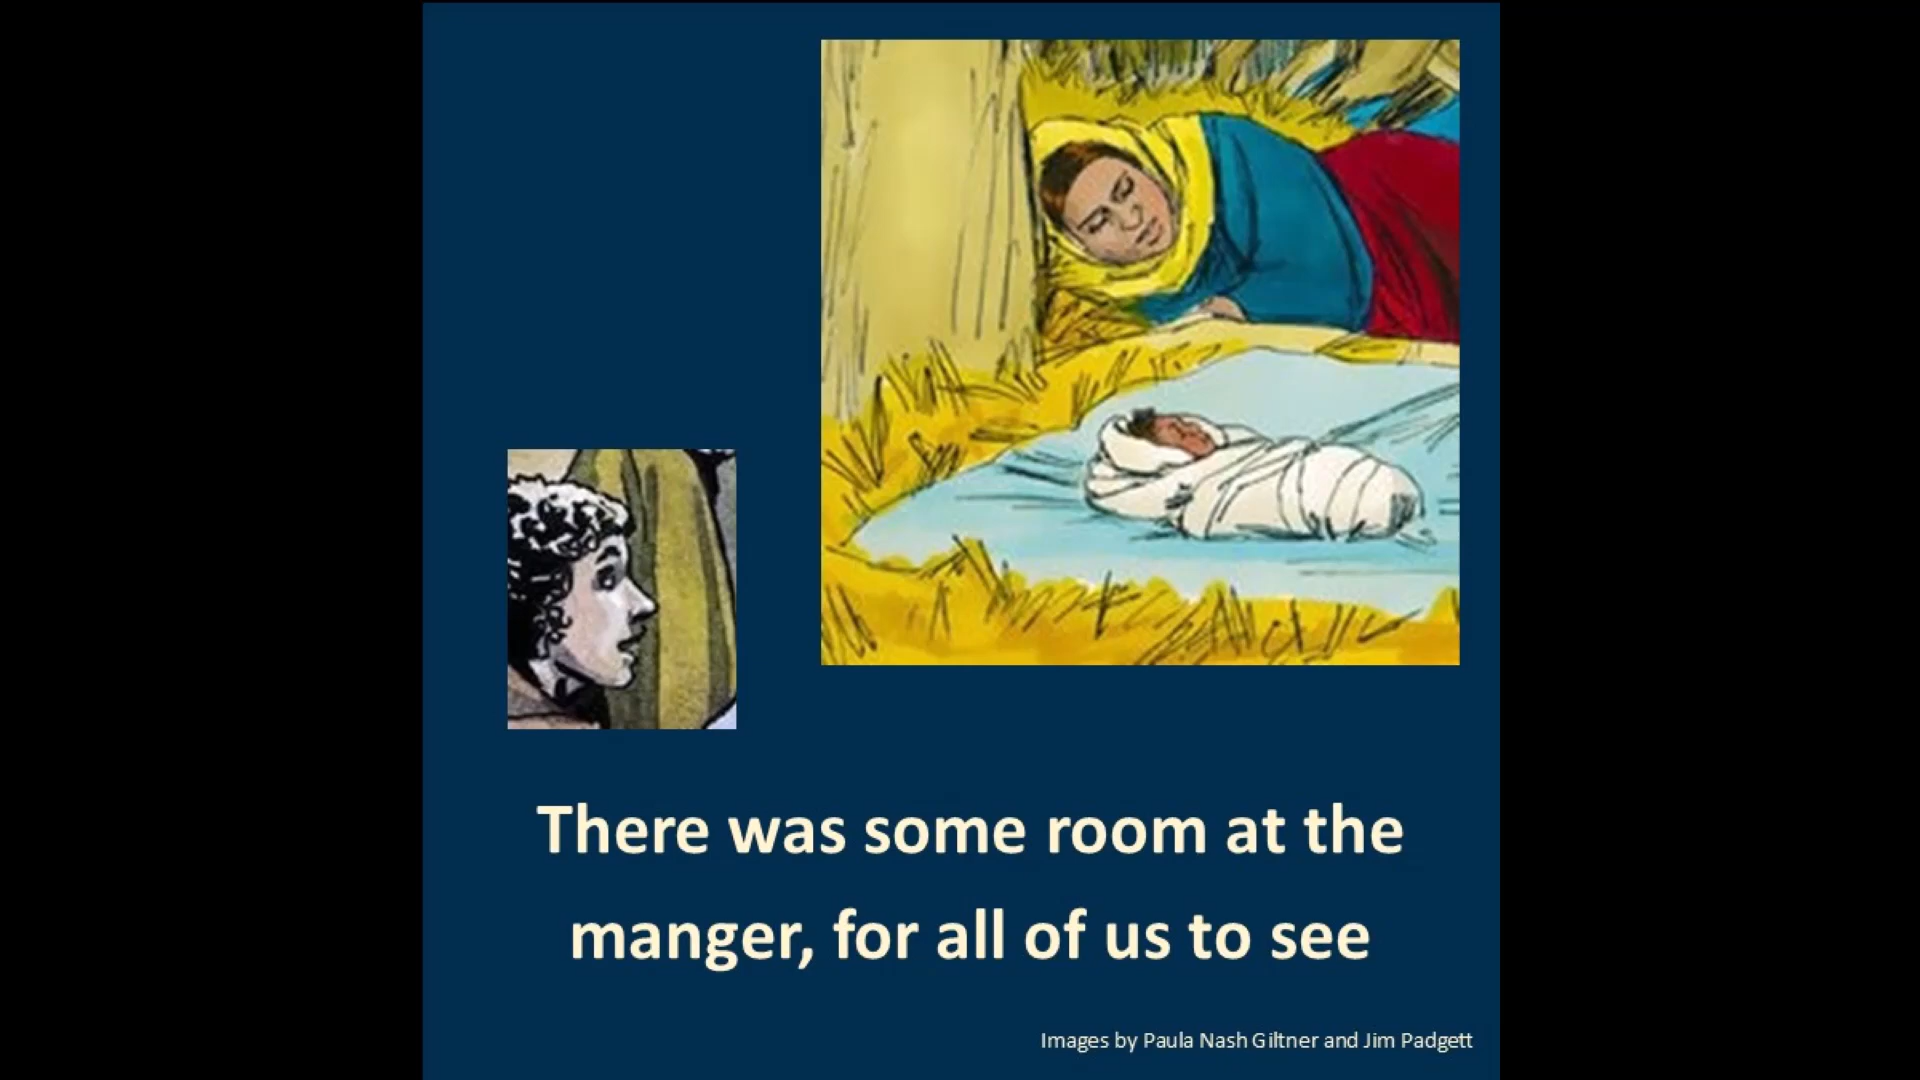 There was some room at the
manger, for all of us to see
Images by Paula Nash Giltner and Jim Padgett